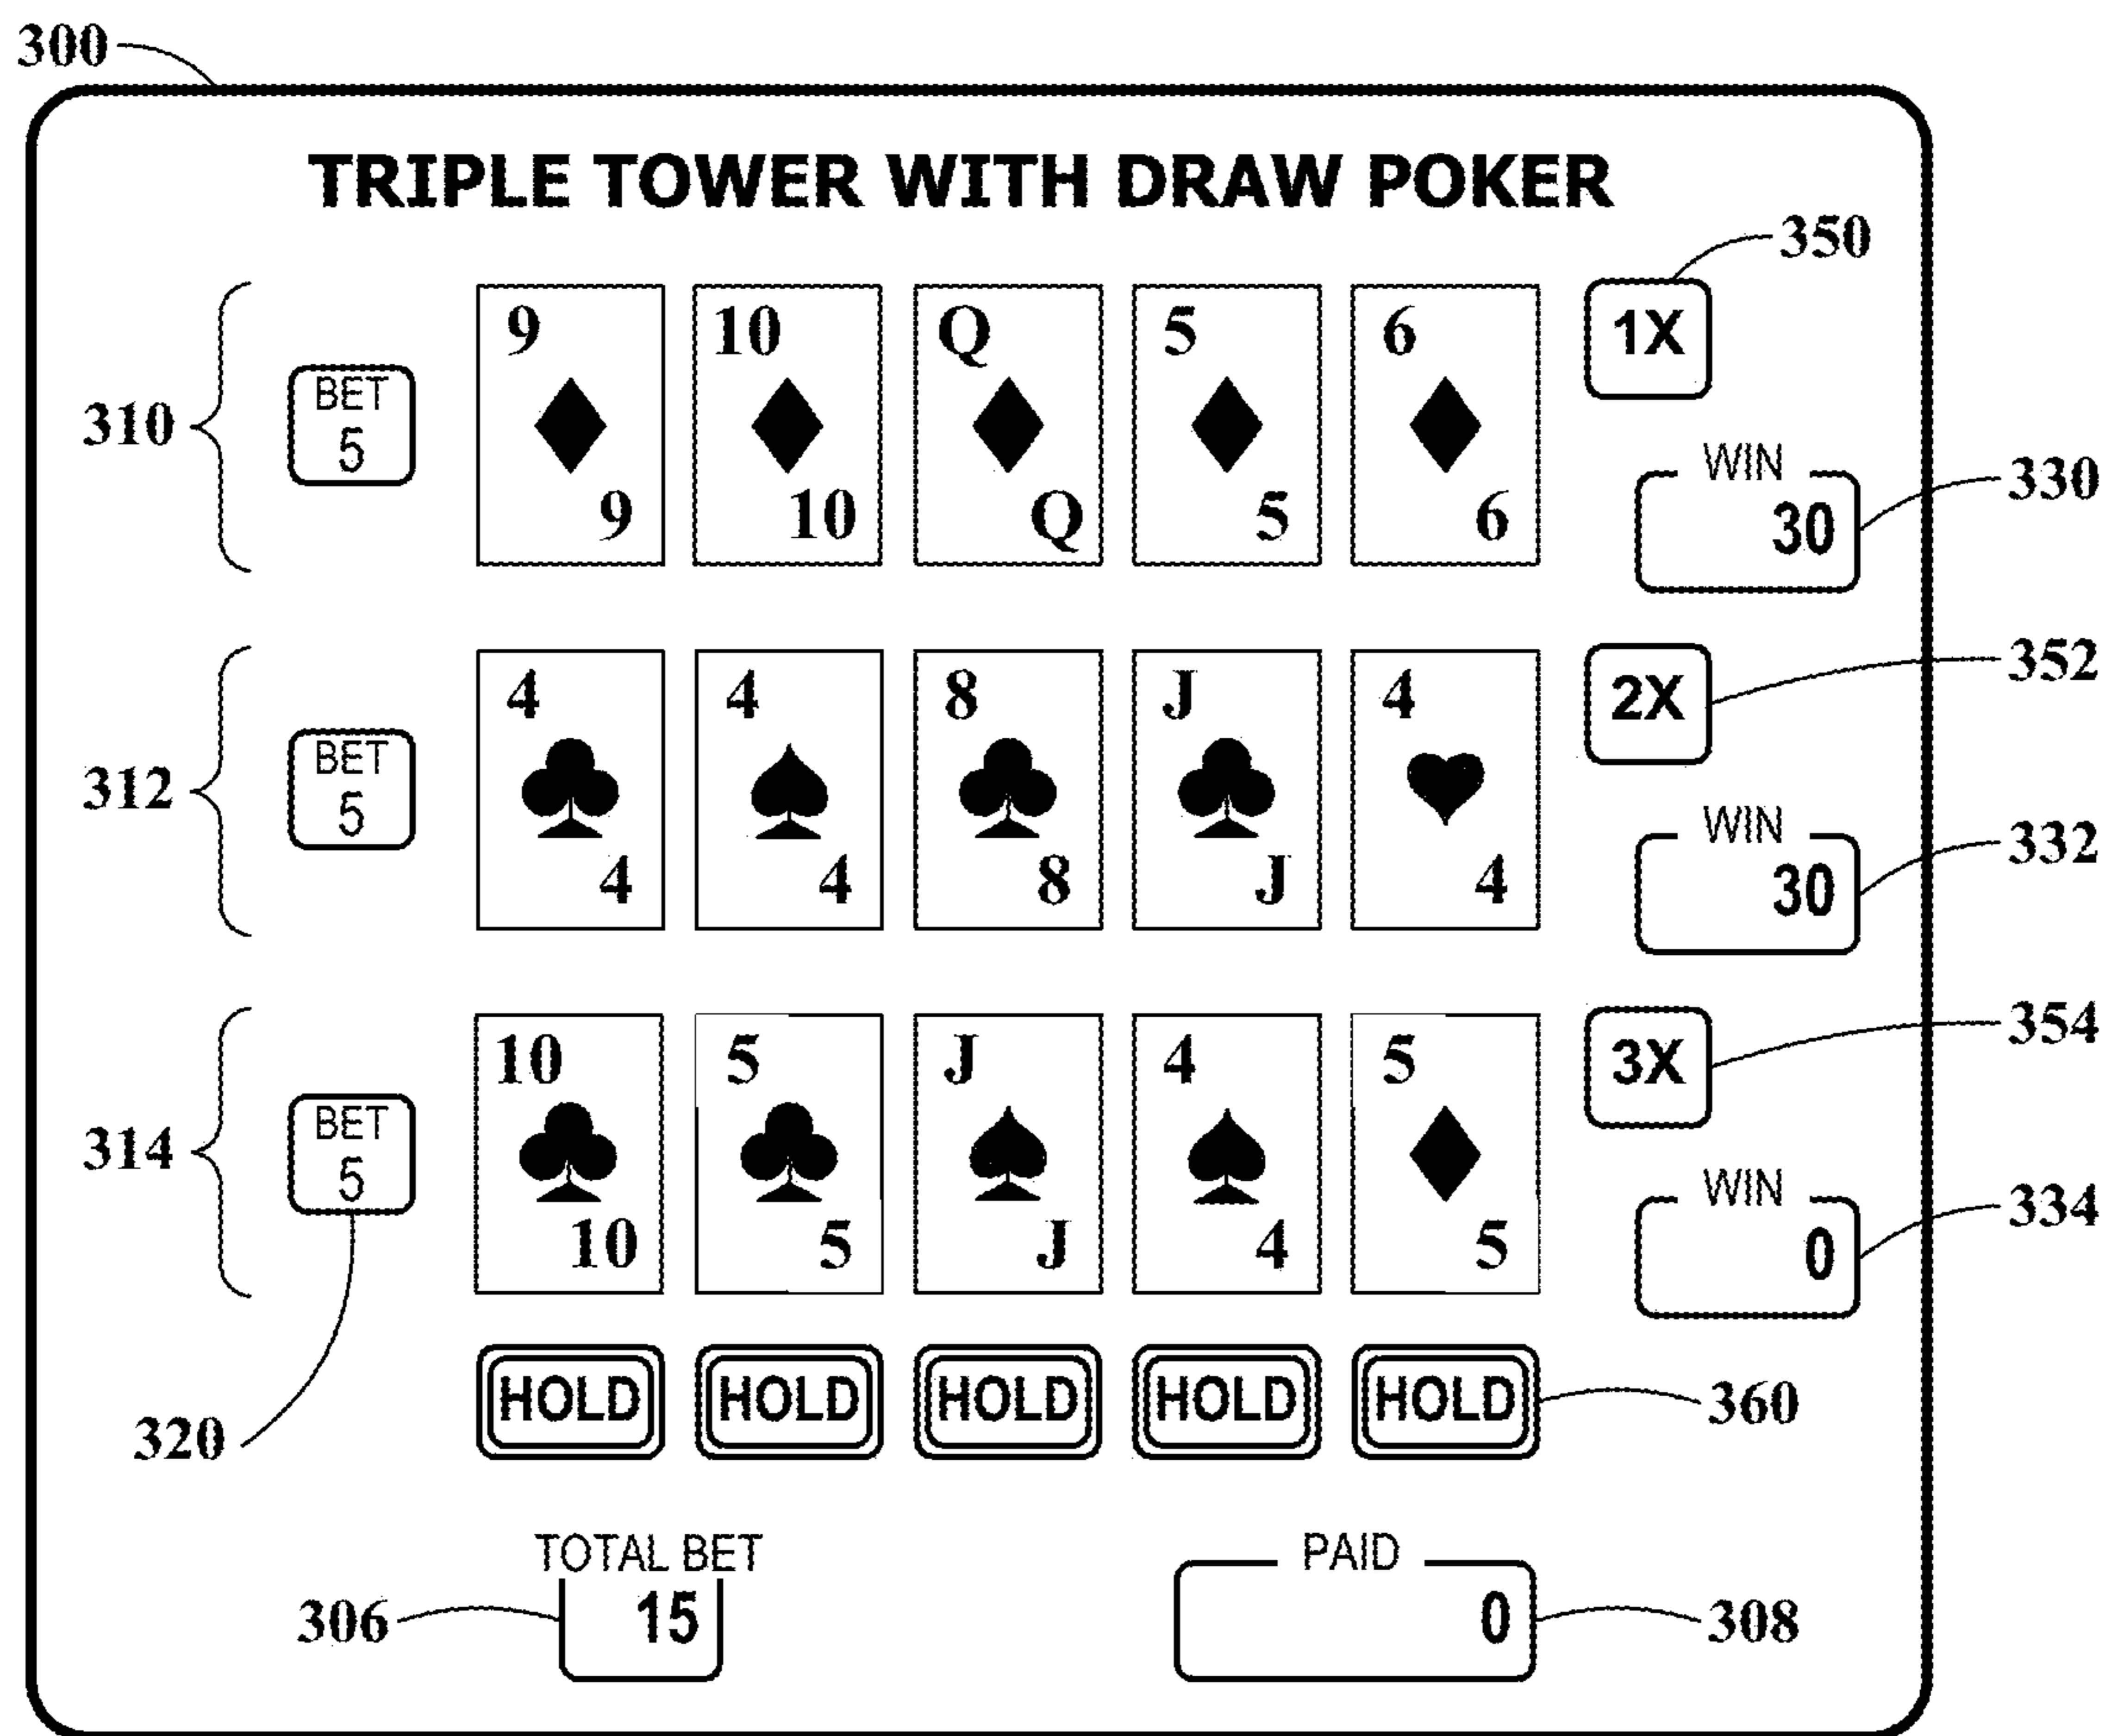 300
TRIPLE TOWER WITH DRAW POKER
350
9 10 Q 5 6 1X
310 BET
5
9 10 Q 5 6
WIN
30 330
4 4 8 J 4 2X 352
312 BET
5
4 4 8 J 4
WIN
30 332
10 5 J 4 5 3X 354
314 BET
5
10 5 J 4 5
WIN
0 334
HOLD HOLD HOLD HOLD HOLD 360
320
TOTAL BET PAID
306 15 0 308